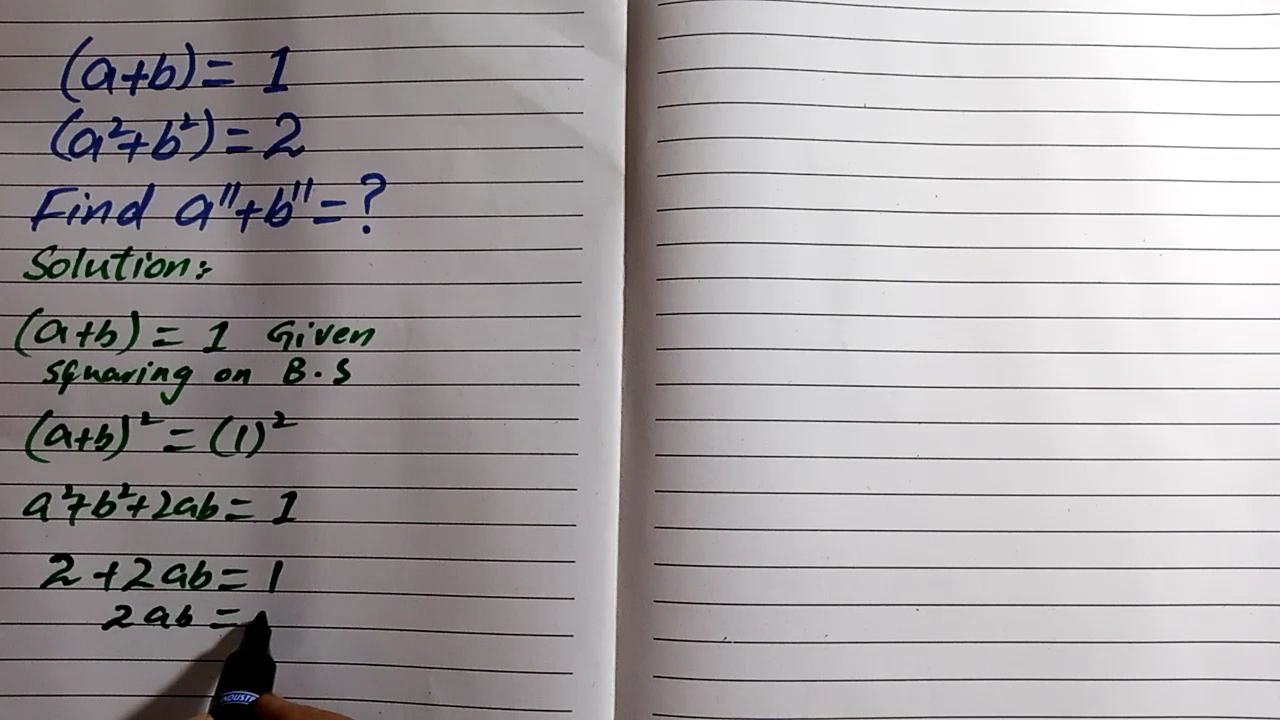 (a+b)= 1
(a²+b²)=2
Find a¹¹+b¹¹=?
Solution:
(a+b) = 1 Given
squaring on B.S
(a+b)² = (1)²
a²+b²+2ab= 1
2+2ab=1
2ab =